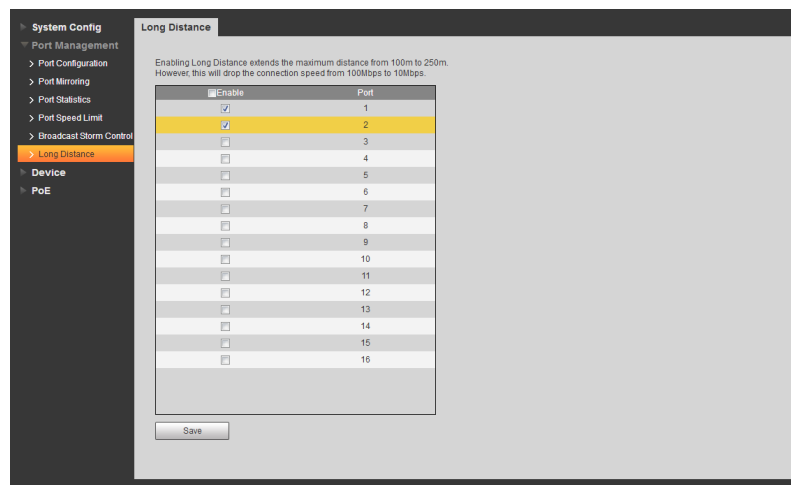 System Config
Port Management
Port Configuration
Port Mirroring
Port Statistics
Port Speed Limit
Broadcast Storm Control
Long Distance
Device
PoE
Long Distance
Enabling Long Distance extends the maximum distance from 100m to 250m.
However, this will drop the connection speed from 100Mbps to 10Mbps.
Enable Port
1
2
3
4
5
6
7
8
9
10
11
12
13
14
15
16
Save